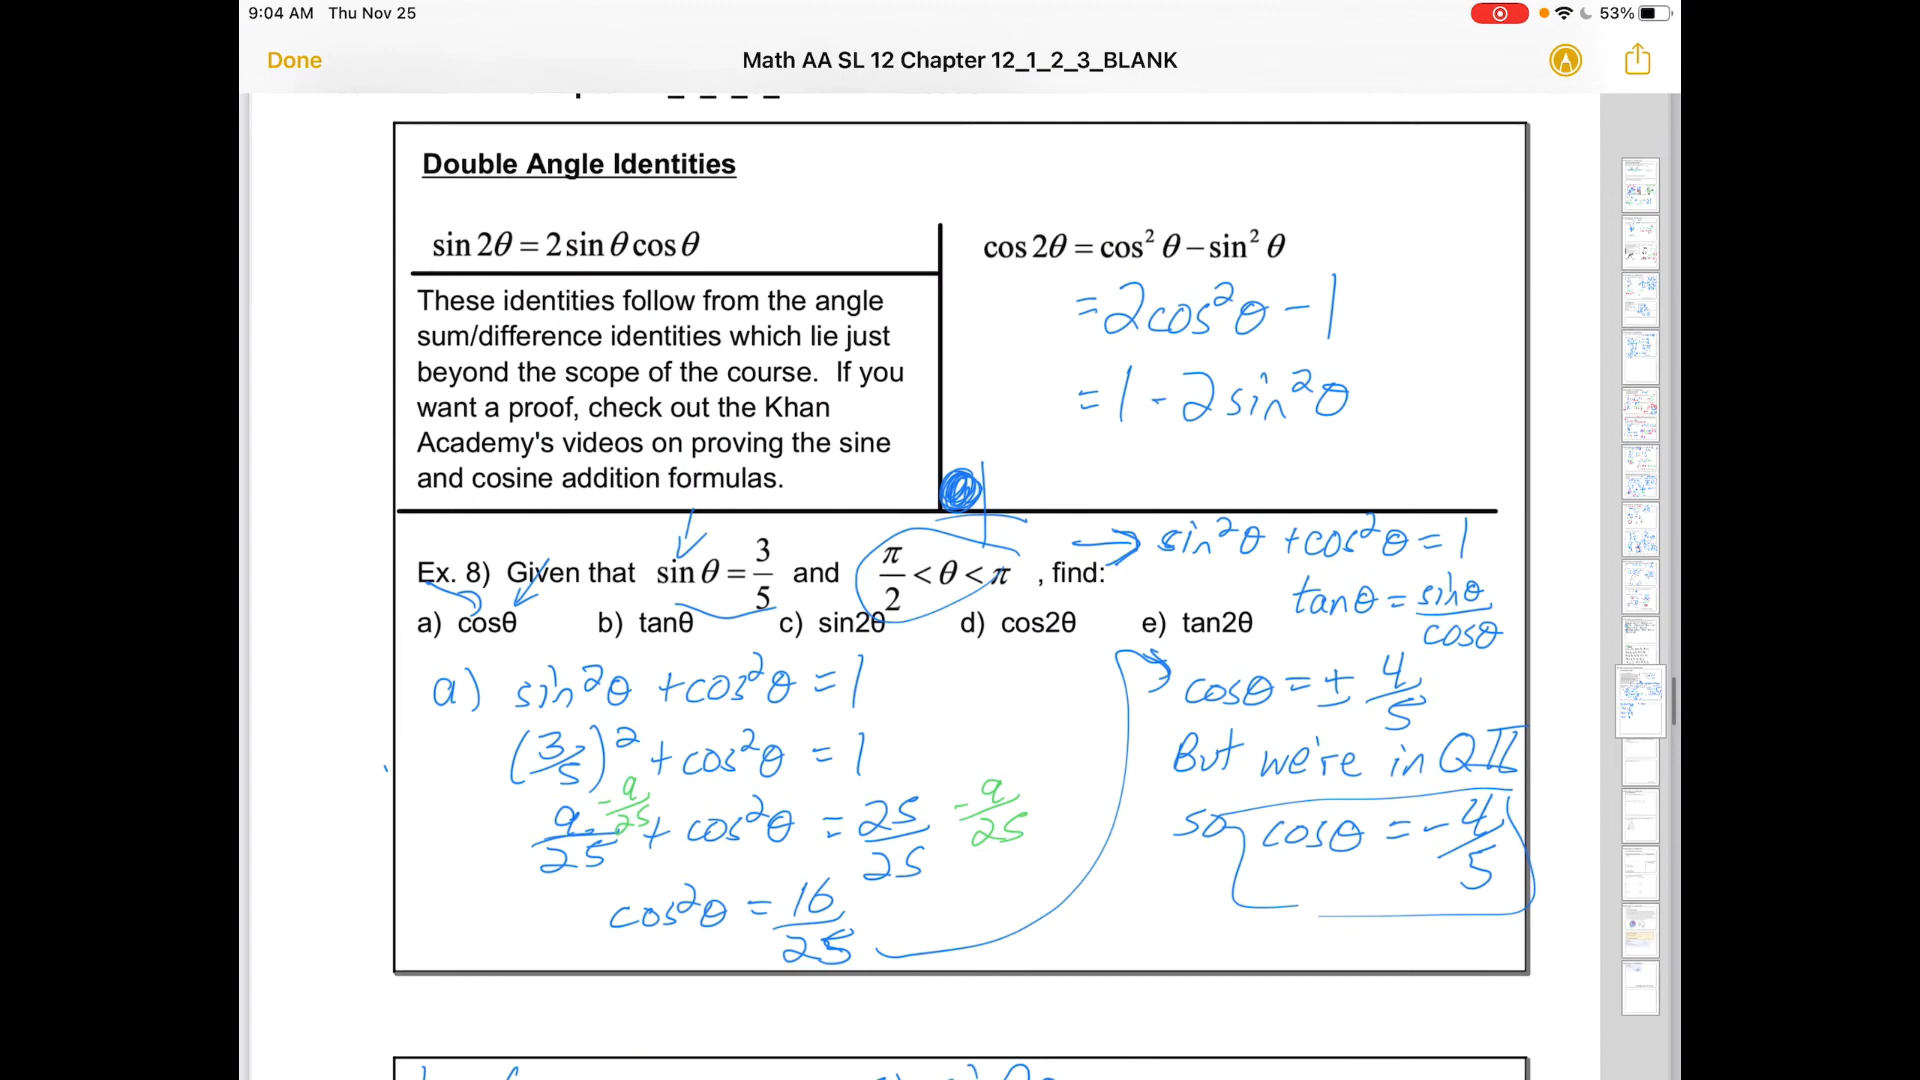 9:04 AM Thu Nov 25
53%
Done
Math AA SL 12 Chapter 12_1_2_3_BLANK
Double Angle Identities
sin 2θ = 2 sin θ cos θ
cos 2θ = cos² θ − sin² θ
= 2cos²θ − 1
= 1 - 2sin²θ
These identities follow from the angle
sum/difference identities which lie just
beyond the scope of the course. If you
want a proof, check out the Khan
Academy's videos on proving the sine
and cosine addition formulas.
Ex. 8) Given that sin θ = 3/5 and π/2 < θ < π , find:
a) cosθ b) tanθ c) sin2θ d) cos2θ e) tan2θ
sin²θ + cos²θ = 1
tanθ = sinθ/cosθ
a) sin²θ + cos²θ = 1
(3/5)² + cos²θ = 1
-9/25 -9/25
9/25 + cos²θ = 25/25
cos²θ = 16/25
cosθ = ± 4/5
But we're in QII
so cosθ = -4/5